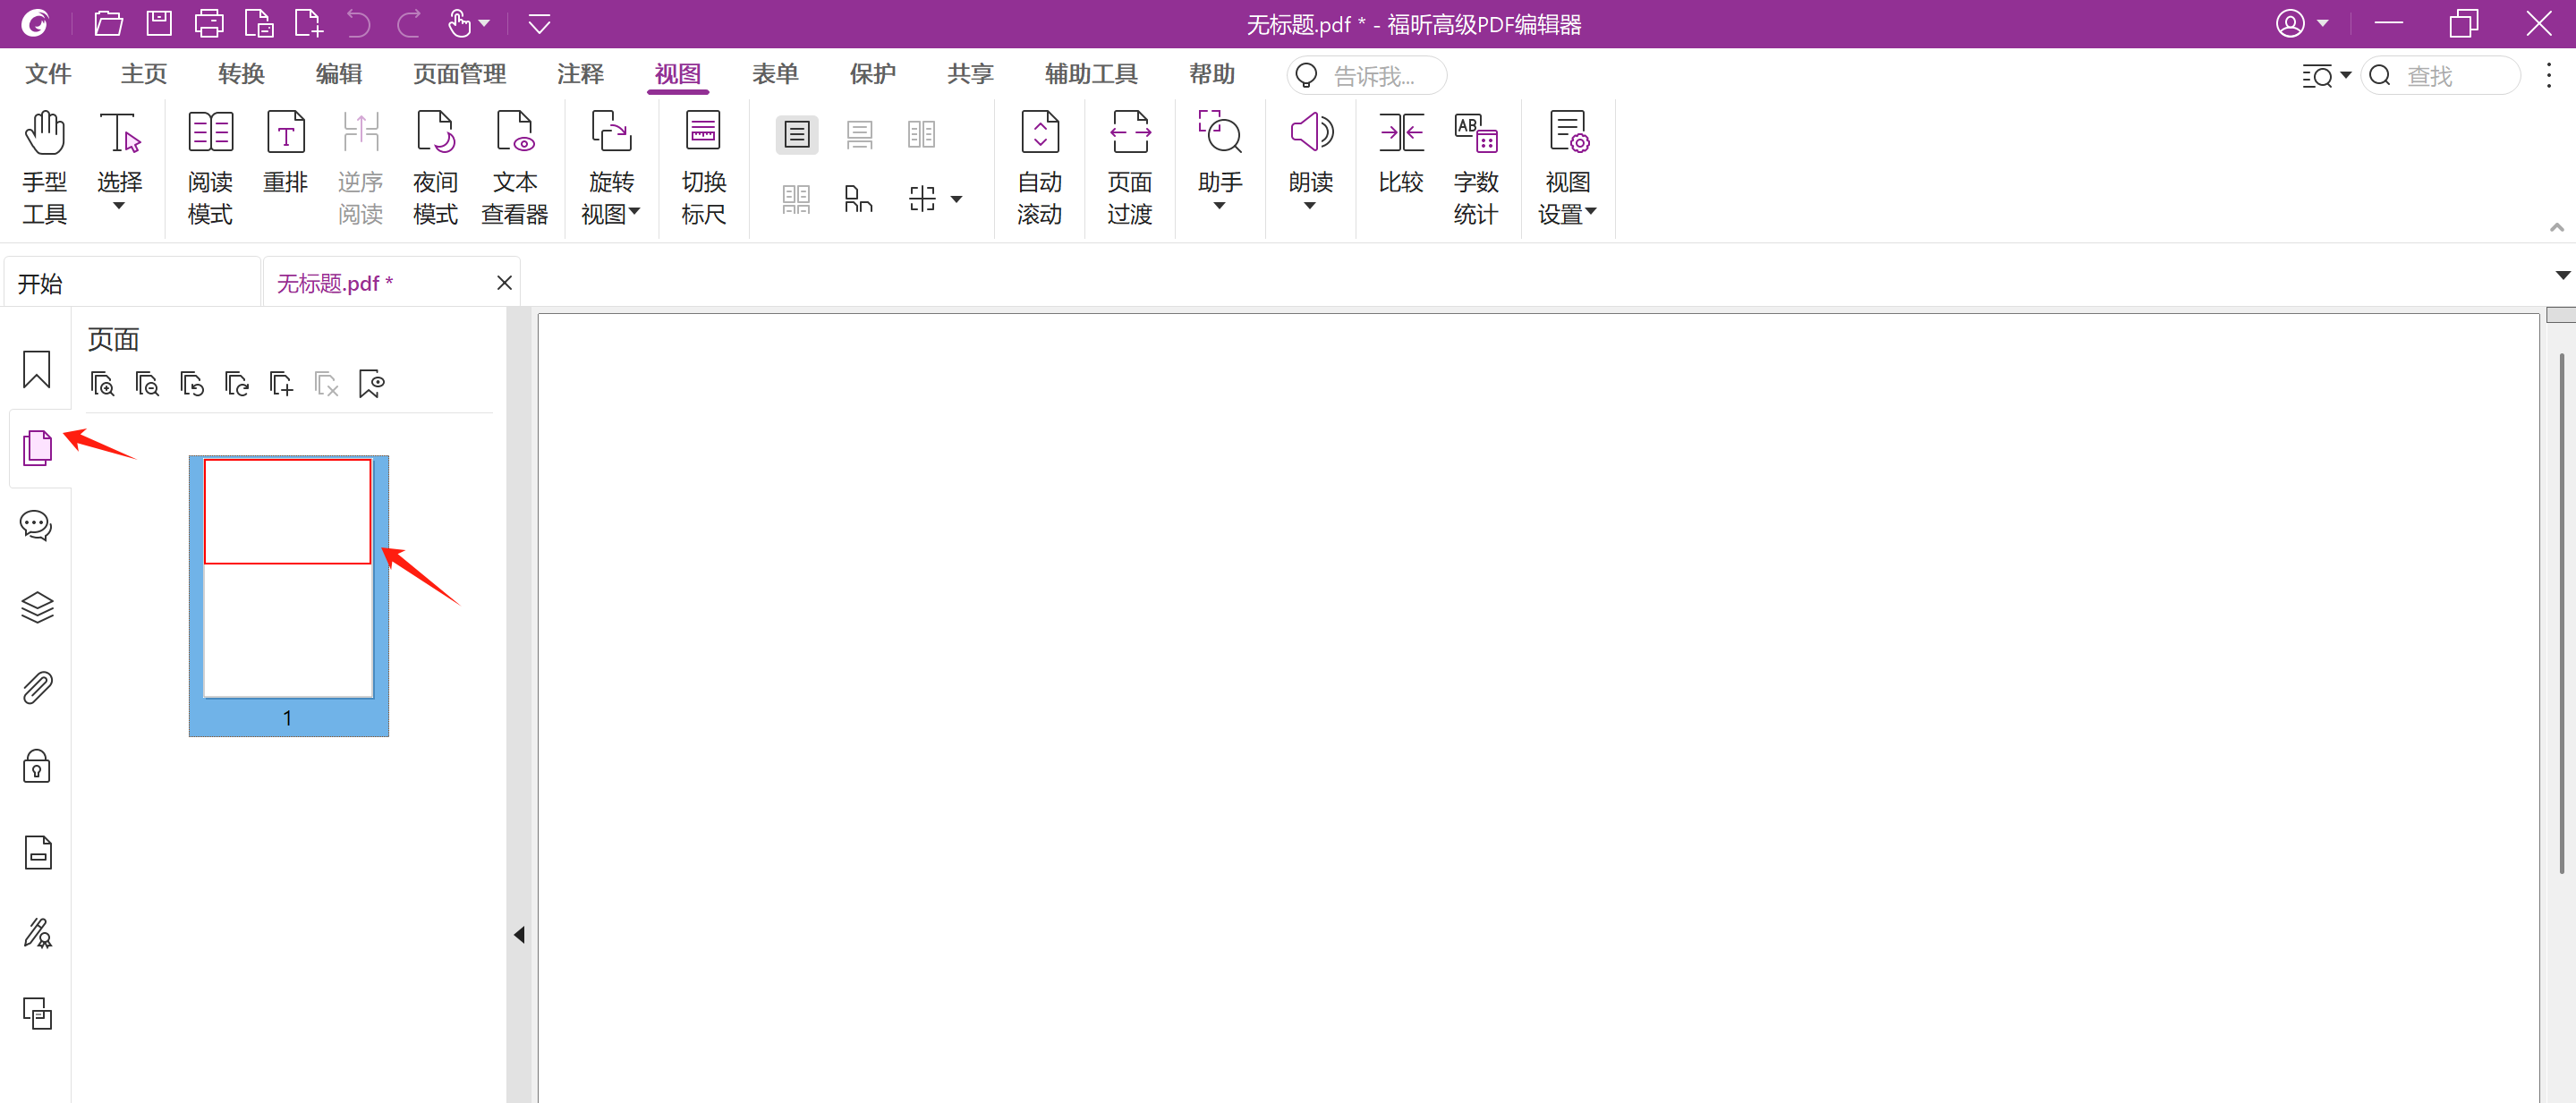 无标题.pdf * - 福昕高级PDF编辑器
文件 主页 转换 编辑 页面管理 注释 视图 表单 保护 共享 辅助工具 帮助 告诉我... 查找
手型工具 选择 阅读模式 重排 逆序阅读 夜间模式 文本查看器 旋转视图 切换标尺 自动滚动 页面过渡 助手 朗读 比较 字数统计 视图设置
T
AB
开始 无标题.pdf *
页面
1